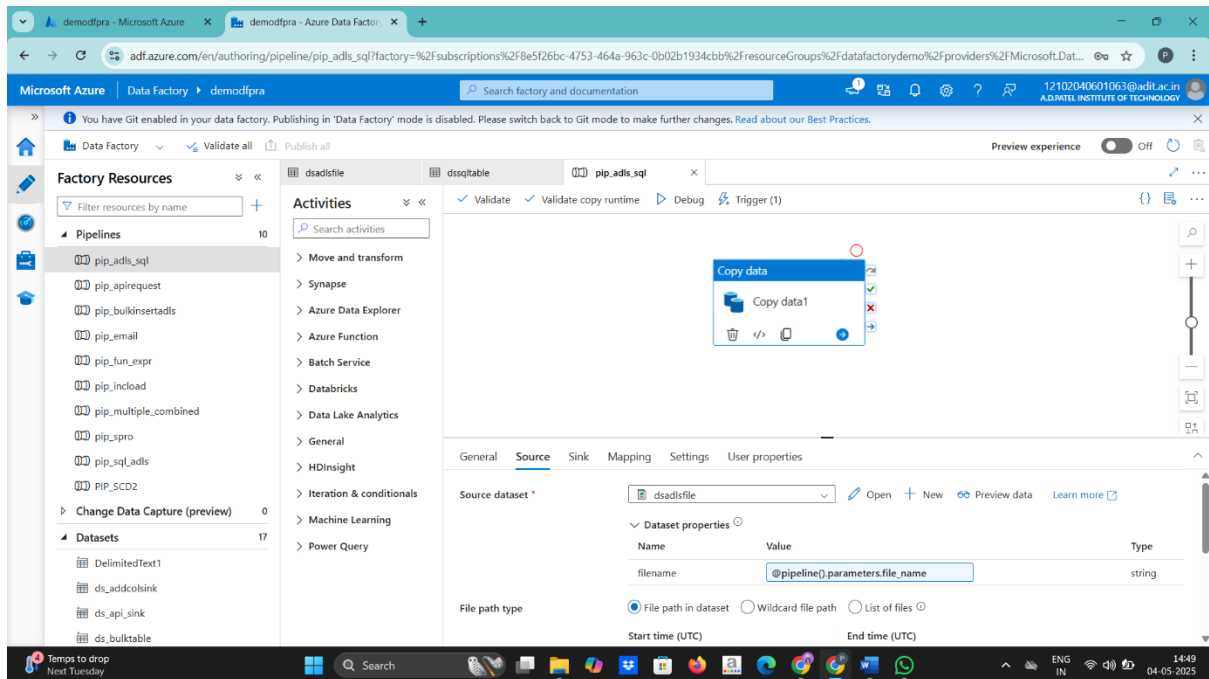 demodfpra - Microsoft Azure
demodfpra - Azure Data Factor
adf.azure.com/en/authoring/pipeline/pip_adls_sql?factory=%2Fsubscriptions%2F8e5f26bc-4753-464a-963c-0b02b1934cbb%2FresourceGroups%2Fdatafactorydemo%2Fproviders%2FMicrosoft.Dat...
P
Microsoft Azure
Data Factory
demodfpra
Search factory and documentation
1
12102040601063@adit.ac.in
A.D.PATEL INSTITUTE OF TECHNOLOGY
You have Git enabled in your data factory. Publishing in 'Data Factory' mode is disabled. Please switch back to Git mode to make further changes. Read about our Best Practices.
Data Factory
Validate all
Publish all
Preview experience
Off
Factory Resources
Filter resources by name
Pipelines 10
pip_adls_sql
pip_apirequest
pip_bulkinsertadls
pip_email
pip_fun_expr
pip_incload
pip_multiple_combined
pip_spro
pip_sql_adls
PIP_SCD2
Change Data Capture (preview) 0
Datasets 17
DelimitedText1
ds_addcolsink
ds_api_sink
ds_bulktable
dsadlsfile
dssqltable
pip_adls_sql
Activities
Search activities
Move and transform
Synapse
Azure Data Explorer
Azure Function
Batch Service
Databricks
Data Lake Analytics
General
HDInsight
Iteration & conditionals
Machine Learning
Power Query
Validate
Validate copy runtime
Debug
Trigger (1)
Copy data
Copy data1
General
Source
Sink
Mapping
Settings
User properties
Source dataset *
dsadlsfile
Open
New
Preview data
Learn more
Dataset properties
Name Value Type
filename @pipeline().parameters.file_name string
File path type
File path in dataset
Wildcard file path
List of files
Start time (UTC)
End time (UTC)
4
Temps to drop
Next Tuesday
Search
ENG
IN
14:49
04-05-2025